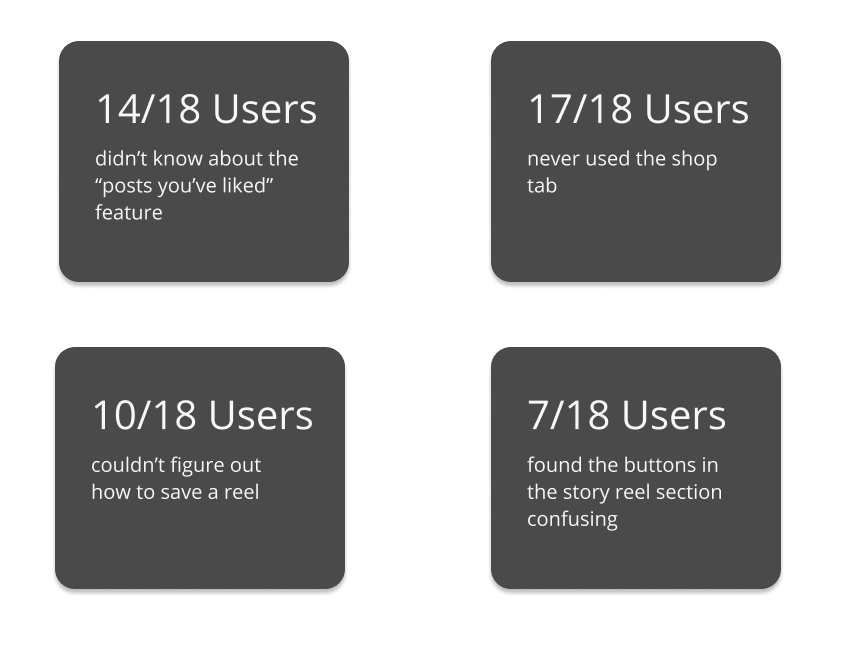 14/18 Users
didn’t know about the
“posts you’ve liked”
feature
17/18 Users
never used the shop
tab
10/18 Users
couldn’t figure out
how to save a reel
7/18 Users
found the buttons in
the story reel section
confusing